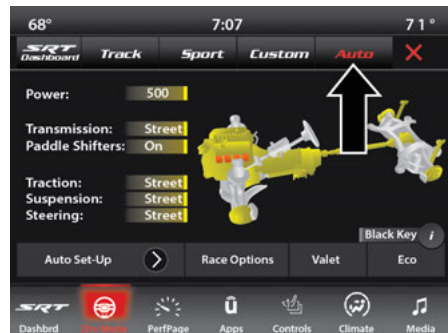 68° 7:07 71°
SRT Dashboard Track Sport Custom Auto
Power: 500
Transmission: Street
Paddle Shifters: On
Traction: Street
Suspension: Street
Steering: Street
Black Key i
Auto Set-Up Race Options Valet Eco
SRT
Dashbrd Drv Mode PerfPage Apps Controls Climate Media